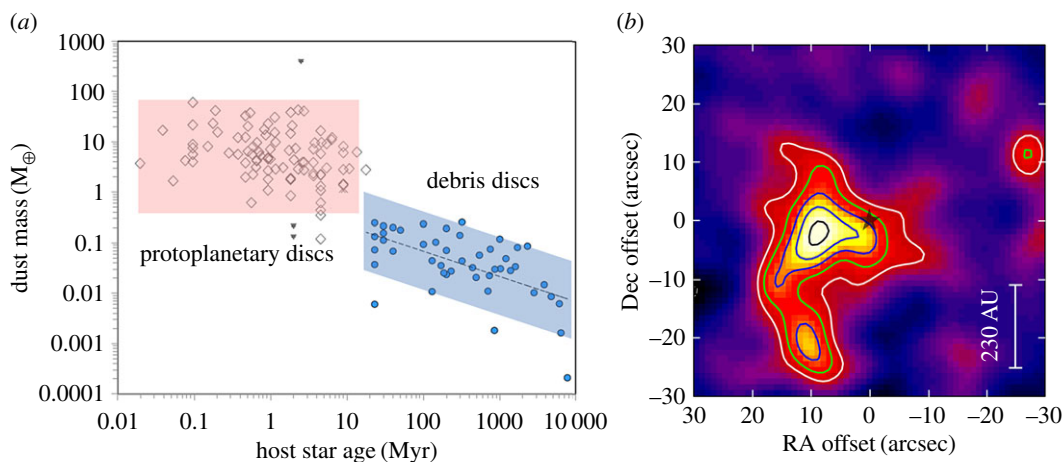 (a)
1000
100
10
1
0.1
0.01
0.001
0.0001
dust mass (M⊕)
debris discs
protoplanetary discs
0.01 0.1 1 10 100 1000 10 000
host star age (Myr)
(b)
30
20
10
0
−10
−20
−30
Dec offset (arcsec)
230 AU
30 20 10 0 −10 −20 −30
RA offset (arcsec)